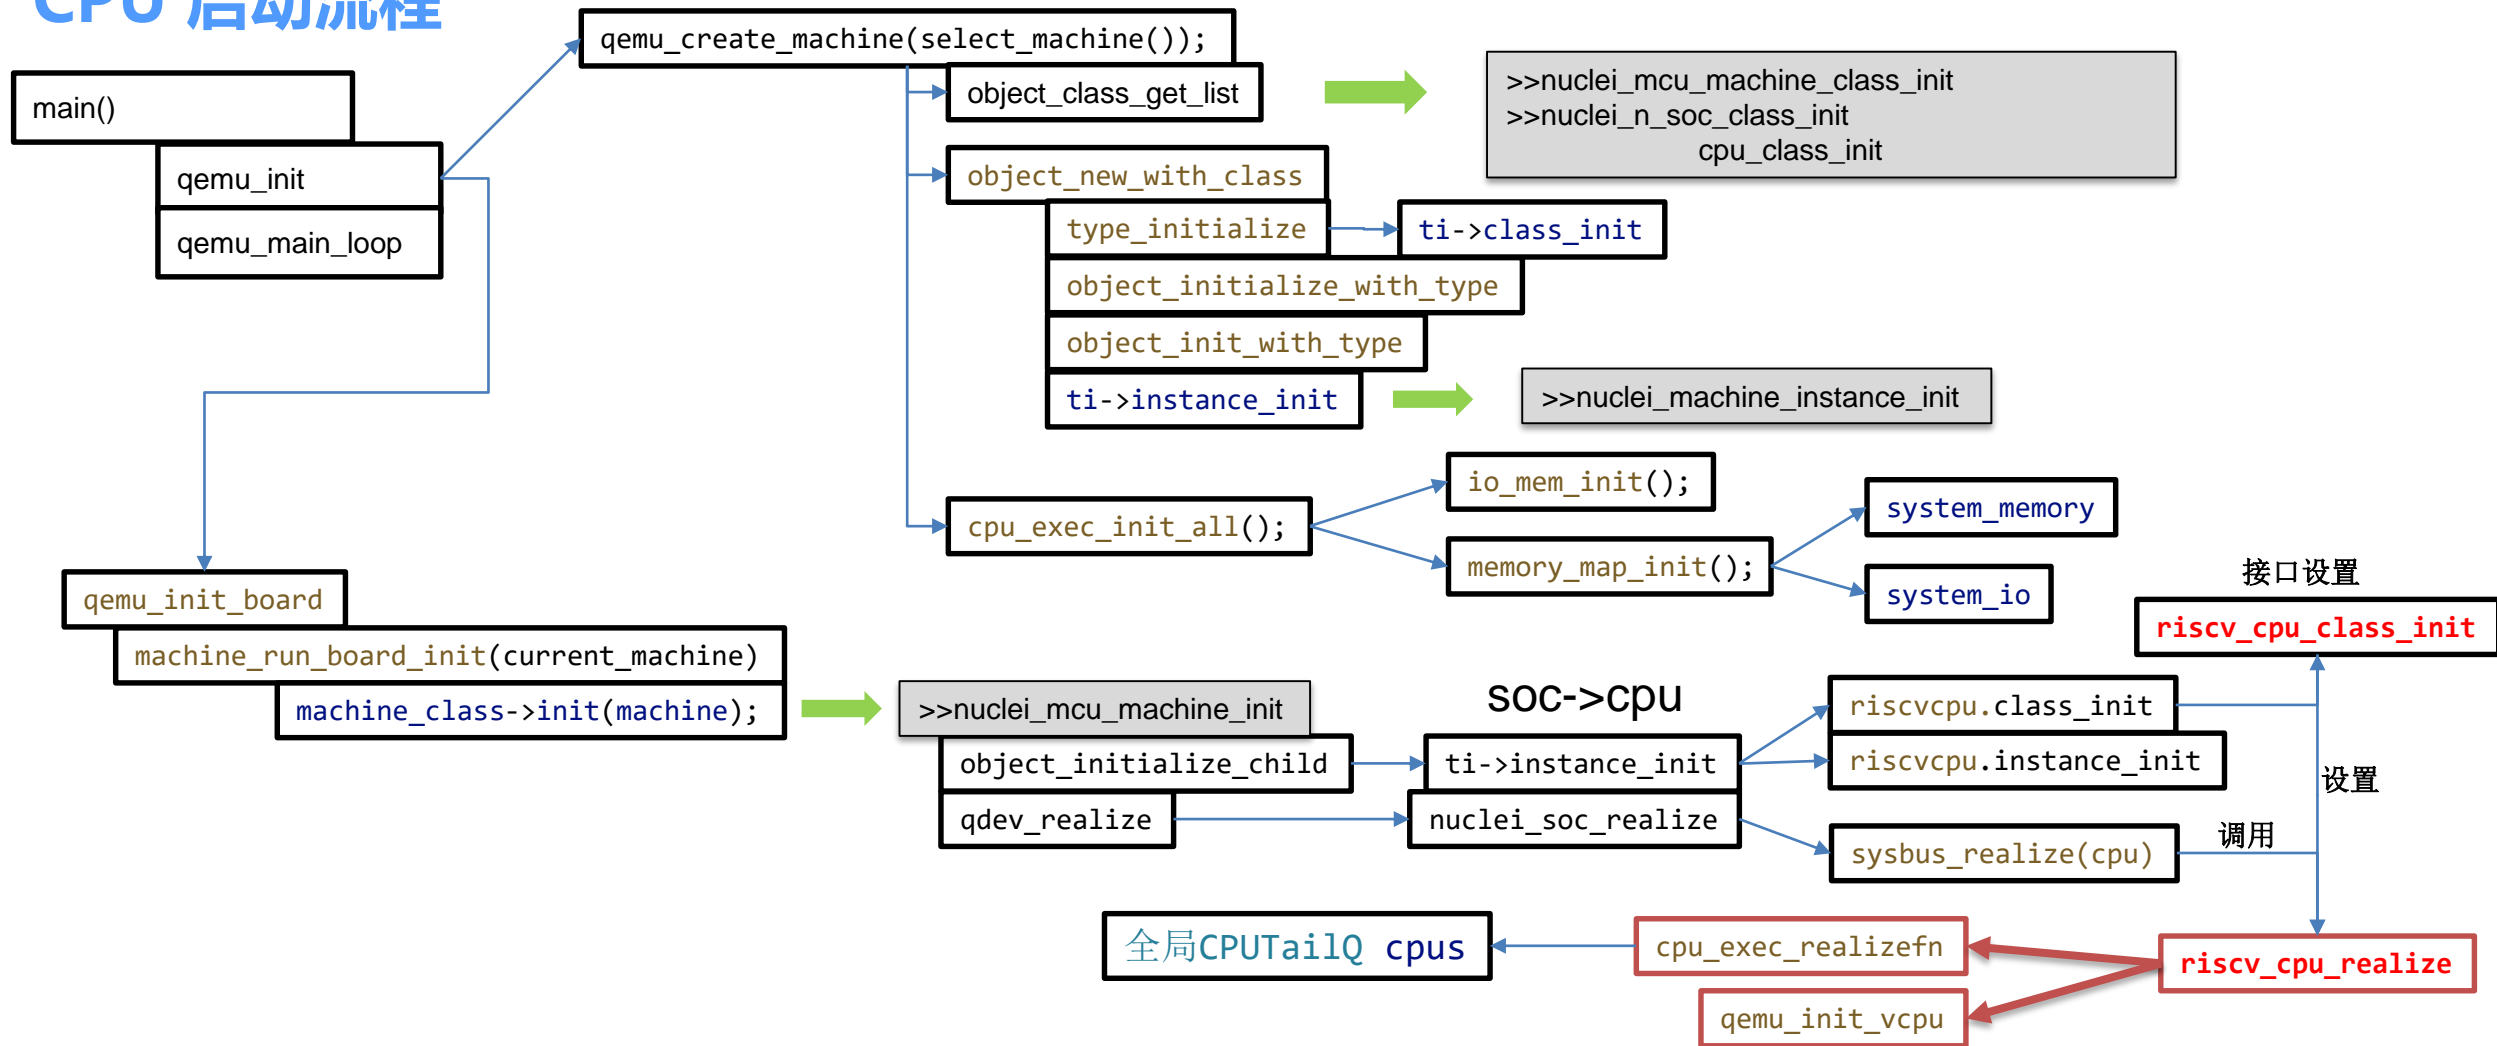 CPU 启动流程
qemu_create_machine(select_machine());
main()
object_class_get_list
>>nuclei_mcu_machine_class_init
>>nuclei_n_soc_class_init
cpu_class_init
qemu_init
object_new_with_class
qemu_main_loop
type_initialize
ti->class_init
object_initialize_with_type
object_init_with_type
ti->instance_init
>>nuclei_machine_instance_init
io_mem_init();
cpu_exec_init_all();
system_memory
memory_map_init();
system_io
接口设置
qemu_init_board
riscv_cpu_class_init
machine_run_board_init(current_machine)
machine_class->init(machine);
>>nuclei_mcu_machine_init
soc->cpu
riscvcpu.class_init
object_initialize_child
ti->instance_init
riscvcpu.instance_init
设置
qdev_realize
nuclei_soc_realize
调用
sysbus_realize(cpu)
全局CPUTailQ cpus
cpu_exec_realizefn
riscv_cpu_realize
qemu_init_vcpu